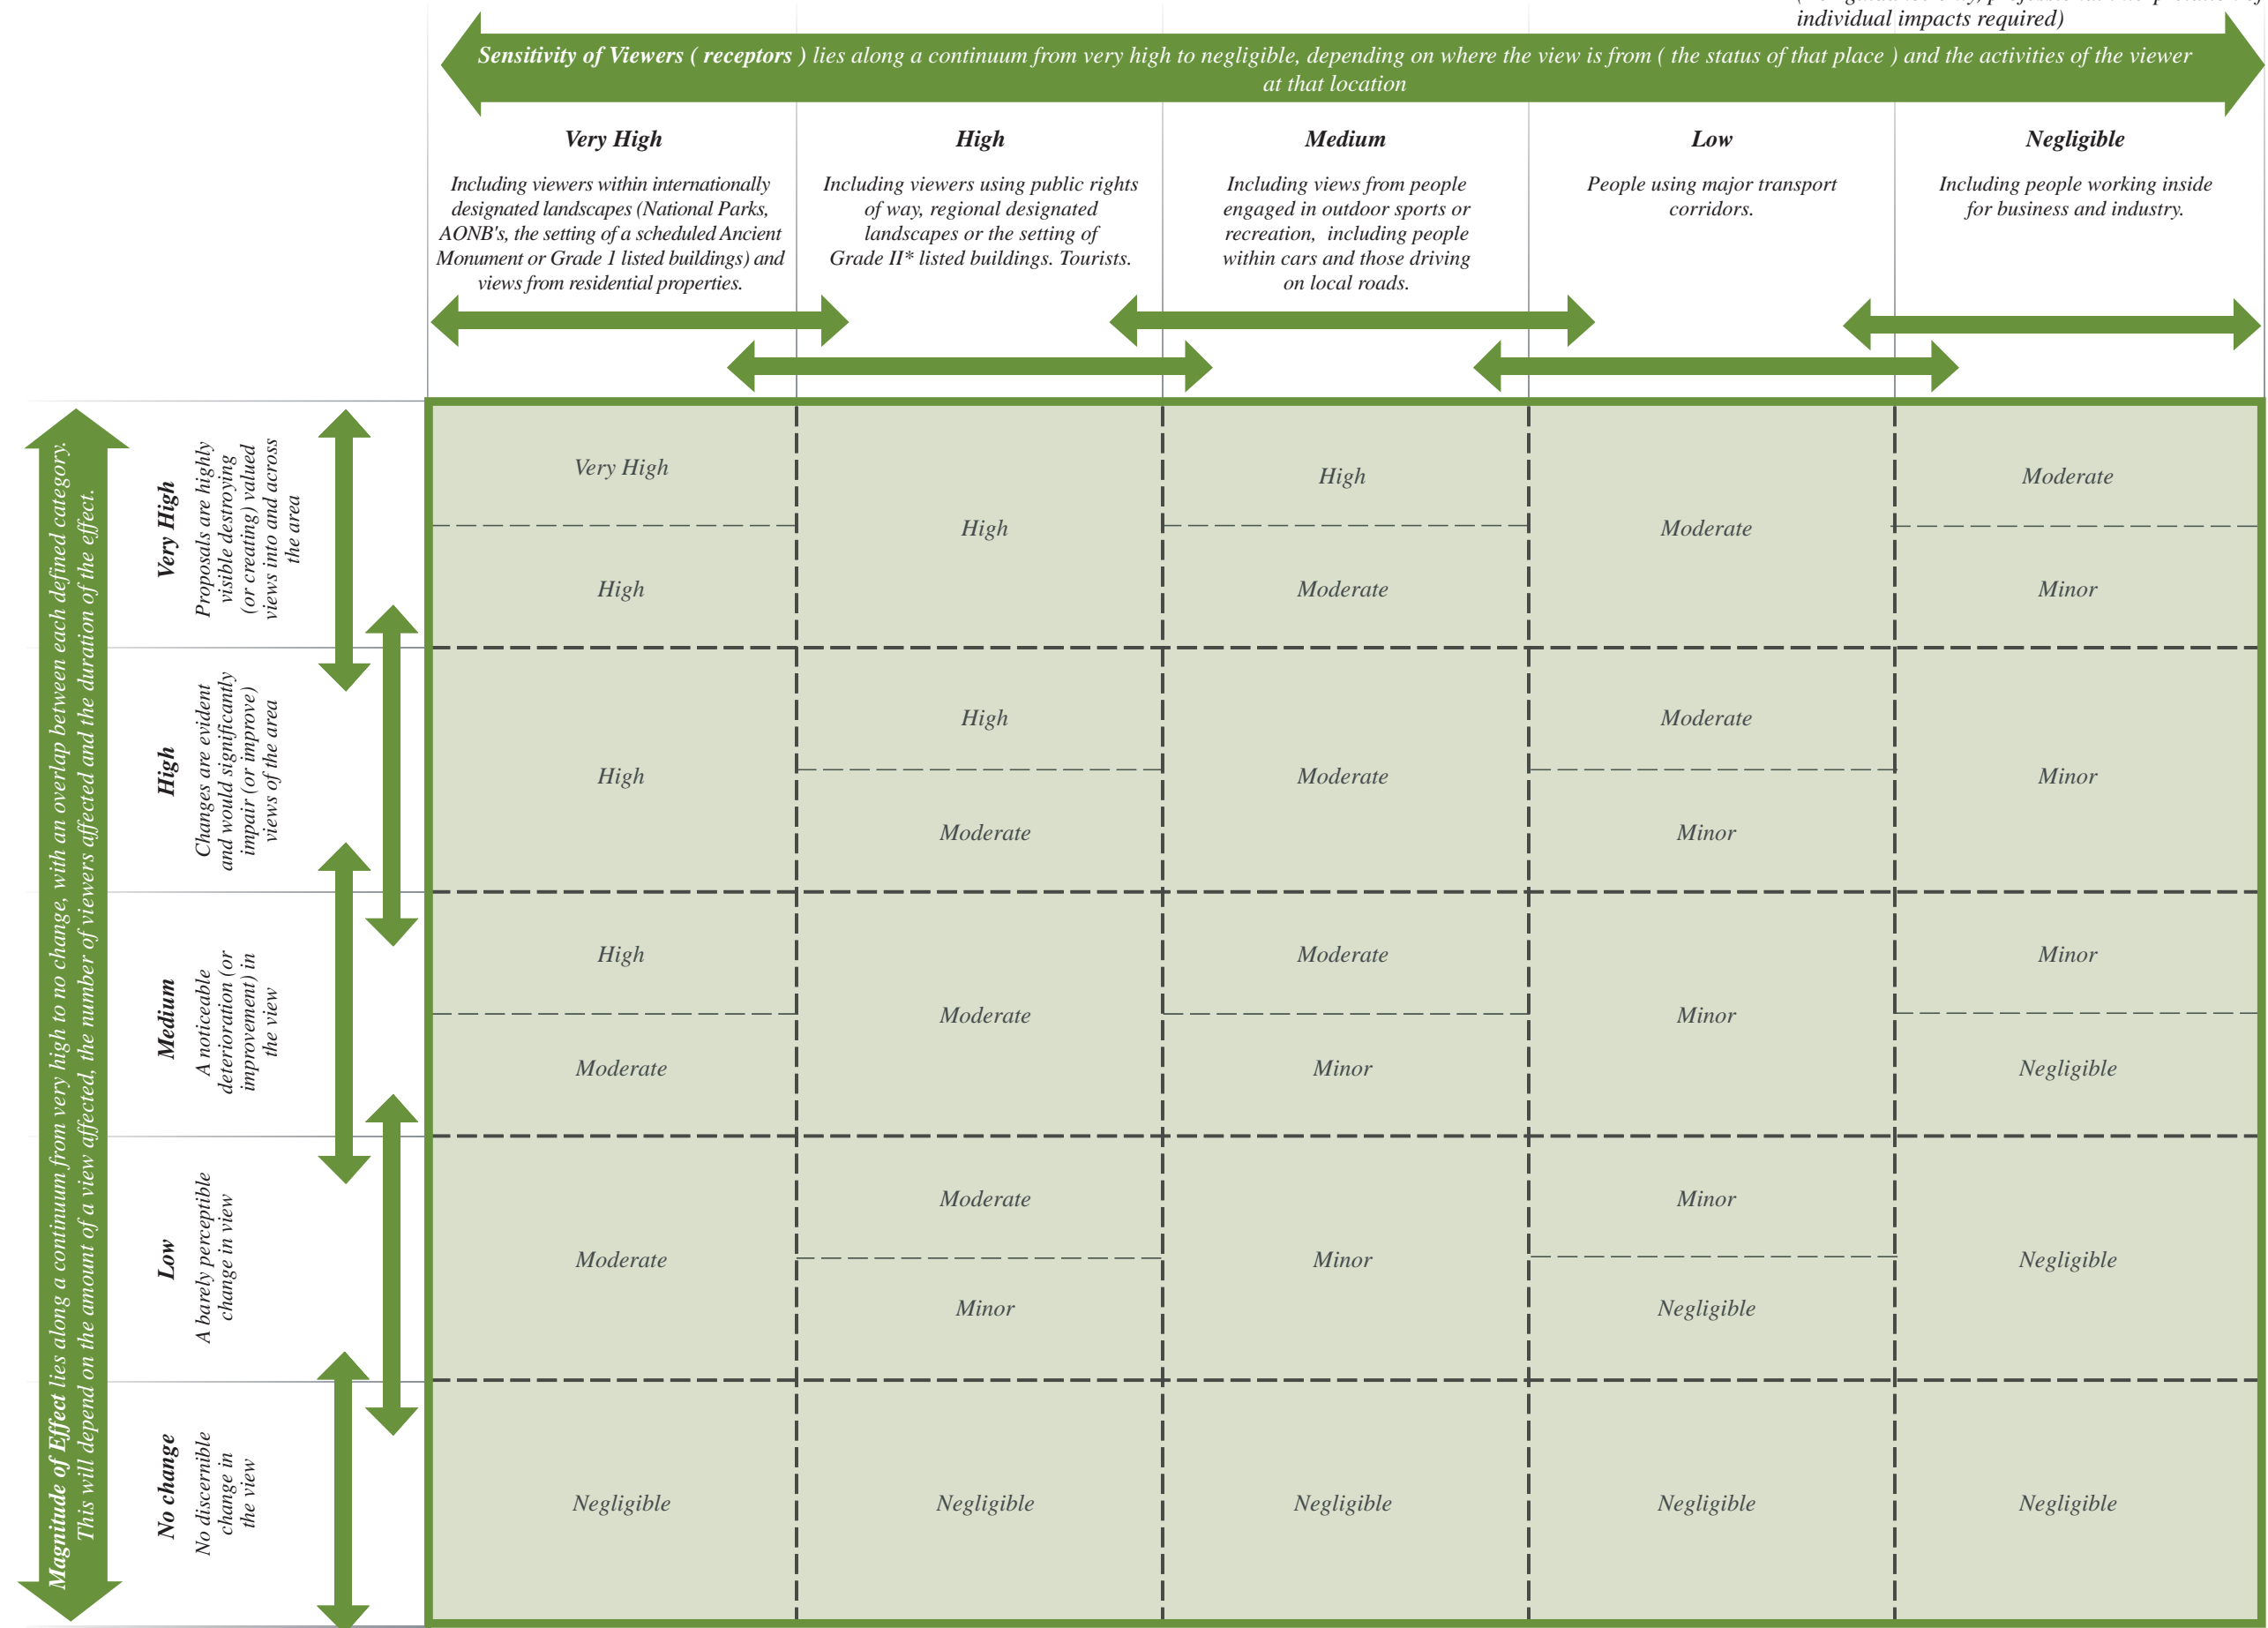 individual impacts required)
Sensitivity of Viewers ( receptors ) lies along a continuum from very high to negligible, depending on where the view is from ( the status of that place ) and the activities of the viewer
at that location
Very High
Including viewers within internationally
designated landscapes (National Parks,
AONB's, the setting of a scheduled Ancient
Monument or Grade 1 listed buildings) and
views from residential properties.
High
Including viewers using public rights
of way, regional designated
landscapes or the setting of
Grade II* listed buildings. Tourists.
Medium
Including views from people
engaged in outdoor sports or
recreation, including people
within cars and those driving
on local roads.
Low
People using major transport
corridors.
Negligible
Including people working inside
for business and industry.
Magnitude of Effect lies along a continuum from very high to no change, with an overlap between each defined category.
This will depend on the amount of a view affected, the number of viewers affected and the duration of the effect.
Very High
Proposals are highly
visible destroying
(or creating) valued
views into and across
the area
Very High
High
High
High
Moderate
Moderate
Moderate
Minor
High
Changes are evident
and would significantly
impair (or improve)
views of the area
High
High
Moderate
Moderate
Moderate
Minor
Minor
Medium
A noticeable
deterioration (or
improvement) in
the view
High
Moderate
Moderate
Moderate
Minor
Minor
Minor
Negligible
Low
A barely perceptible
change in view
Moderate
Moderate
Minor
Minor
Minor
Negligible
Negligible
No change
No discernible
change in
the view
Negligible
Negligible
Negligible
Negligible
Negligible